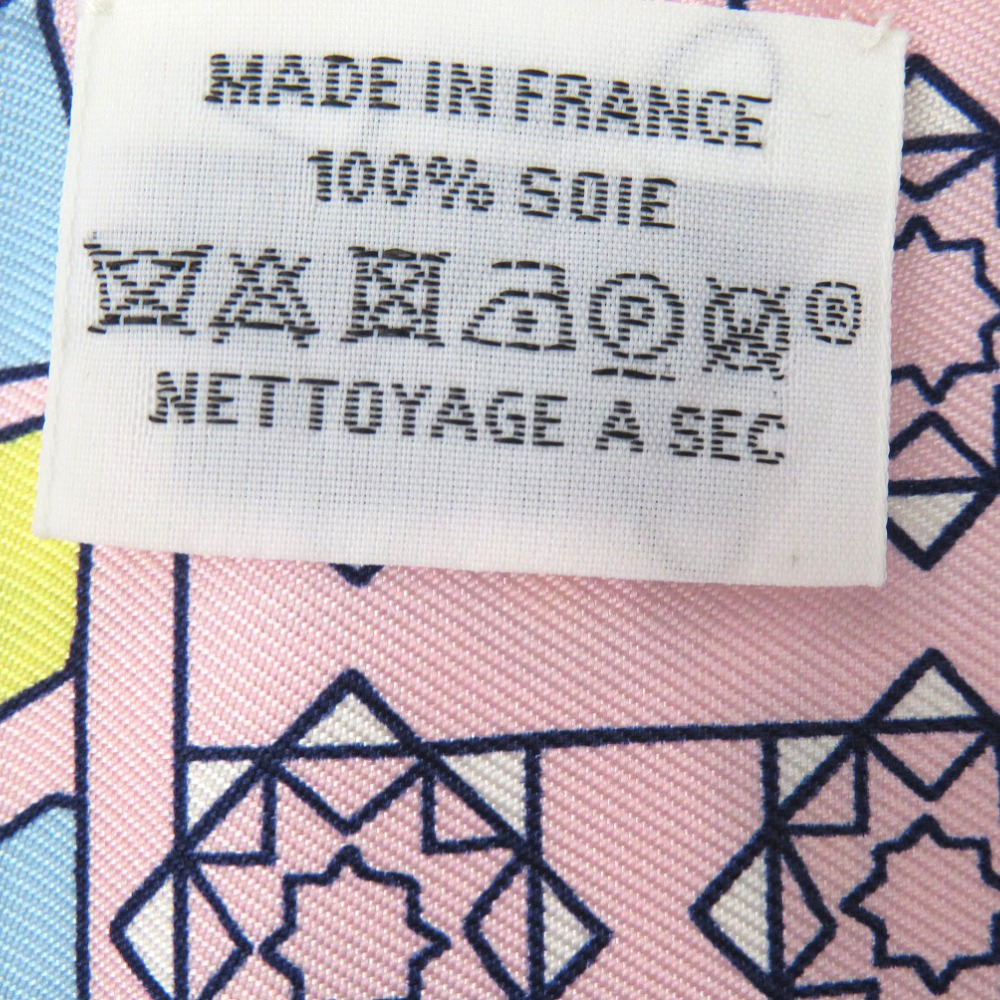 MADE IN FRANCE
100% SOIE
P ®
NETTOYAGE A SEC